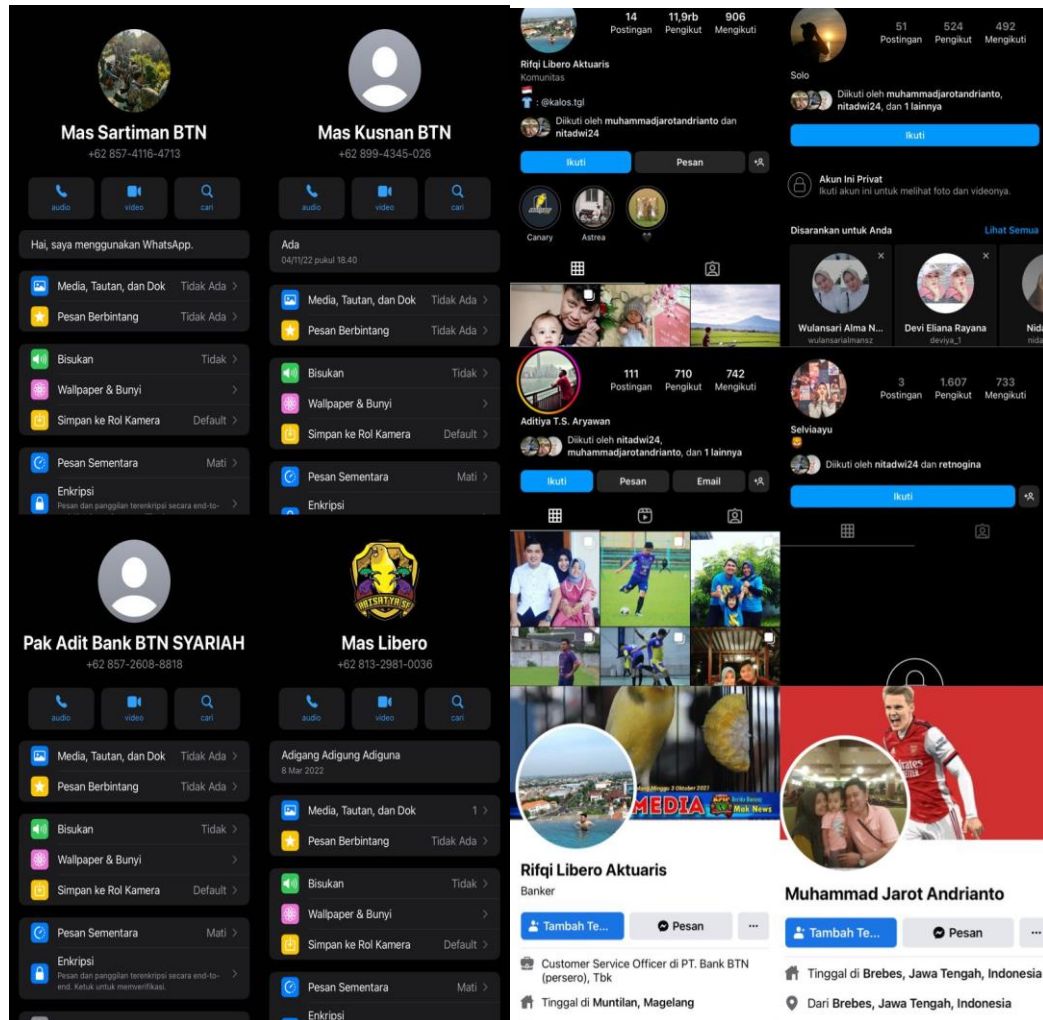 Mas Sartiman BTN
+62 857-4116-4713
audio
video
cari
Hai, saya menggunakan WhatsApp.
Media, Tautan, dan Dok Tidak Ada
Pesan Berbintang Tidak Ada
Bisukan Tidak
Wallpaper & Bunyi
Simpan ke Rol Kamera Default
Pesan Sementara Mati
Enkripsi
Pesan dan panggilan terenkripsi secara end-to-
Mas Kusnan BTN
+62 899-4345-026
audio
video
cari
Ada
04/11/22 pukul 18.40
Media, Tautan, dan Dok Tidak Ada
Pesan Berbintang Tidak Ada
Bisukan Tidak
Wallpaper & Bunyi
Simpan ke Rol Kamera Default
Pesan Sementara Mati
Enkripsi
Pak Adit Bank BTN SYARIAH
+62 857-2608-8818
audio
video
cari
Media, Tautan, dan Dok Tidak Ada
Pesan Berbintang Tidak Ada
Bisukan Tidak
Wallpaper & Bunyi
Simpan ke Rol Kamera Default
Pesan Sementara Mati
Enkripsi
Pesan dan panggilan terenkripsi secara end-to-
end. Ketuk untuk memverifikasi.
Mas Libero
+62 813-2981-0036
audio
video
cari
Adigang Adigung Adiguna
8 Mar 2022
Media, Tautan, dan Dok 1
Pesan Berbintang Tidak Ada
Bisukan Tidak
Wallpaper & Bunyi
Simpan ke Rol Kamera Default
Pesan Sementara Mati
Enkripsi
14 11,9rb 906
Postingan Pengikut Mengikuti
Rifqi Libero Aktuaris
Komunitas
: @kalos.tgl
Diikuti oleh muhammadjarotandrianto dan
nitadwi24
Ikuti
Pesan
Canary
Astrea
51 524 492
Postingan Pengikut Mengikuti
Solo
Diikuti oleh muhammadjarotandrianto,
nitadwi24, dan 1 lainnya
Ikuti
Akun Ini Privat
Ikuti akun ini untuk melihat foto dan videonya.
Disarankan untuk Anda Lihat Semua
Wulansari Alma N...
wulansarialmansz
Devi Eliana Rayana
deviya_1
Nida
nida
111 710 742
Postingan Pengikut Mengikuti
Aditiya T.S. Aryawan
Diikuti oleh nitadwi24,
muhammadjarotandrianto, dan 1 lainnya
Ikuti
Pesan
Email
3 1.607 733
Postingan Pengikut Mengikuti
Selviaayu
Diikuti oleh nitadwi24 dan retnogina
Ikuti
Minggu 3 Oktober 2021
MEDIA
News
Rifqi Libero Aktuaris
Banker
Tambah Te...
Pesan
Customer Service Officer di PT. Bank BTN
(persero), Tbk
Tinggal di Muntilan, Magelang
Muhammad Jarot Andrianto
Tambah Te...
Pesan
Tinggal di Brebes, Jawa Tengah, Indonesia
Dari Brebes, Jawa Tengah, Indonesia